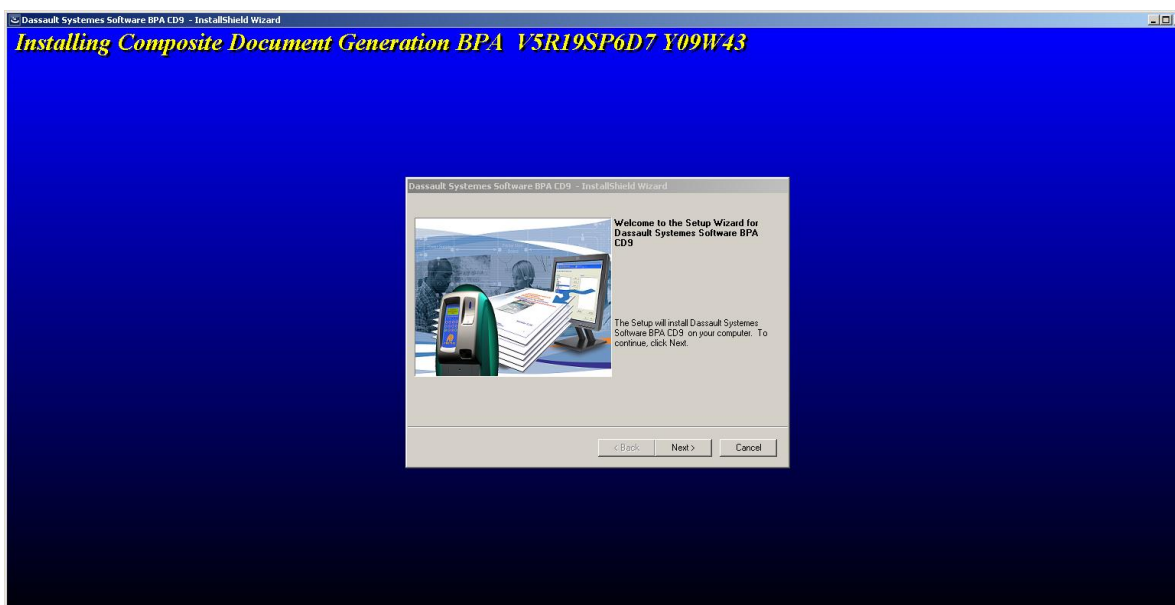 Dassault Systemes Software BPA CD9 - InstallShield Wizard
Installing Composite Document Generation BPA V5R19SP6D7 Y09W43
Dassault Systemes Software BPA CD9 - InstallShield Wizard
Welcome to the Setup Wizard for
Dassault Systemes Software BPA
CD9
The Setup will install Dassault Systemes
Software BPA CD9 on your computer. To
continue, click Next.
< Back
Next >
Cancel